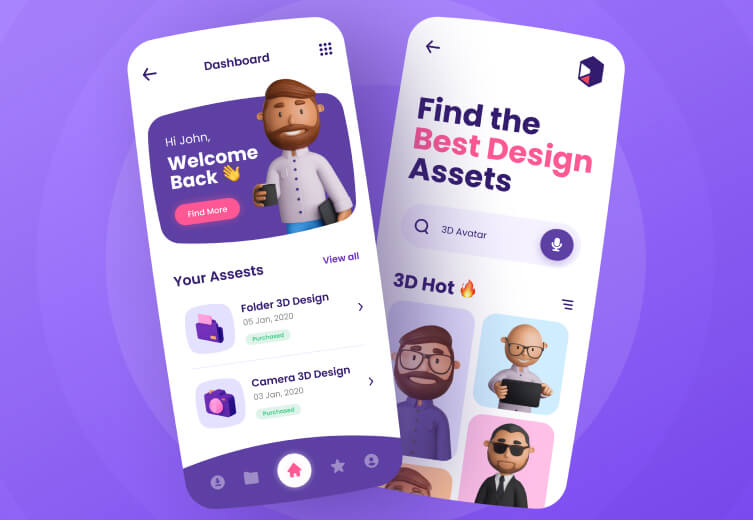 Dashboard
Hi John,
Welcome
Back
Find More
Your Assests
View all
Folder 3D Design
05 Jan, 2020
Purchased
Camera 3D Design
03 Jan, 2020
Purchased
Find the
Best Design
Assets
3D Avatar
3D Hot